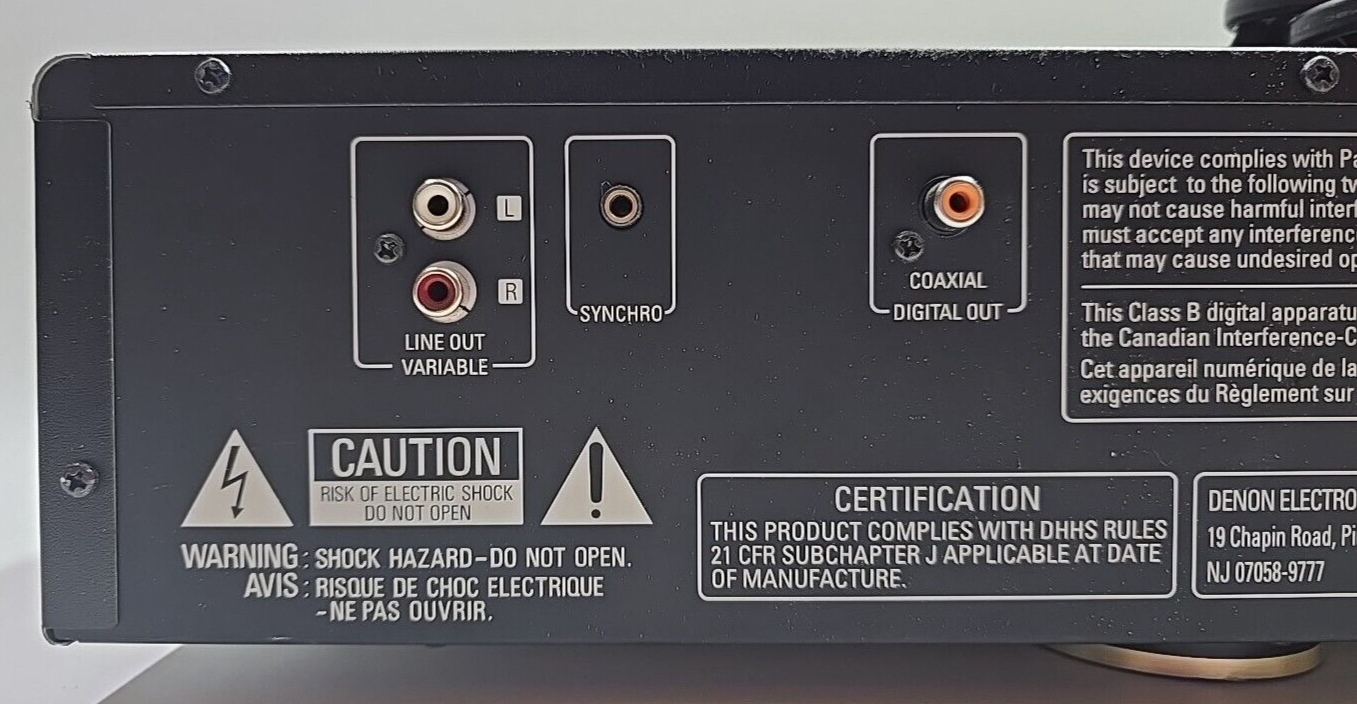 L
R
LINE OUT
VARIABLE
SYNCHRO
COAXIAL
DIGITAL OUT
This device complies with
is subject to the following
may not cause harmful
must accept any
that may cause undesired
This Class B digital
the Canadian
Cet appareil numérique de
exigences du Règlement sur
CAUTION
RISK OF ELECTRIC SHOCK
DO NOT OPEN
WARNING : SHOCK HAZARD-DO NOT OPEN.
AVIS : RISQUE DE CHOC ELECTRIQUE
-NE PAS OUVRIR.
CERTIFICATION
THIS PRODUCT COMPLIES WITH DHHS RULES
21 CFR SUBCHAPTER J APPLICABLE AT DATE
OF MANUFACTURE.
DENON
19 Chapin Road,
NJ 07058-9777